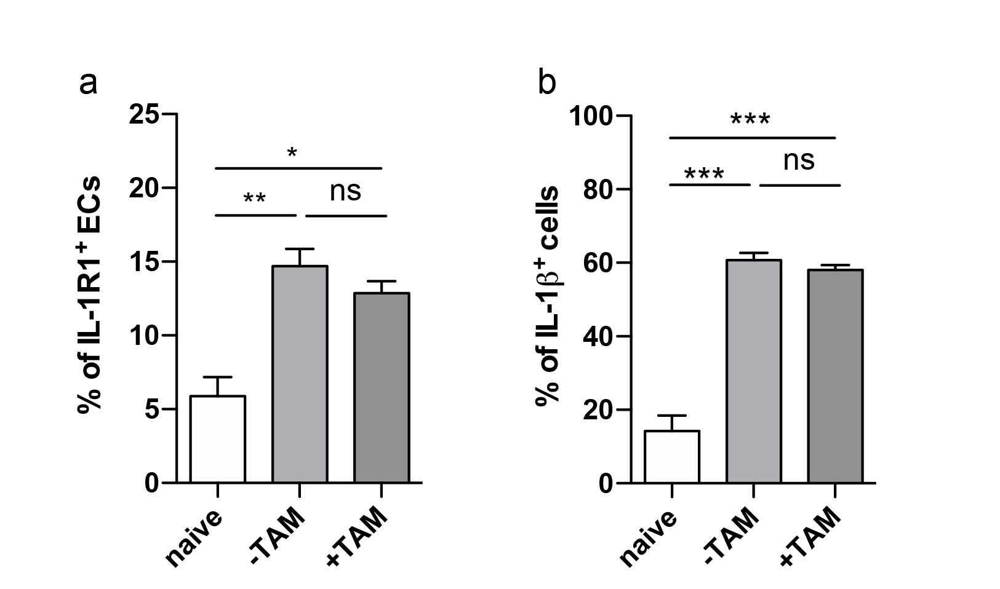 a
25
20
15
10
5
0
% of IL-1R1+ ECs
*
**
ns
naive
-TAM
+TAM
b
100
80
60
40
20
0
% of IL-1β+ cells
***
***
ns
naive
-TAM
+TAM